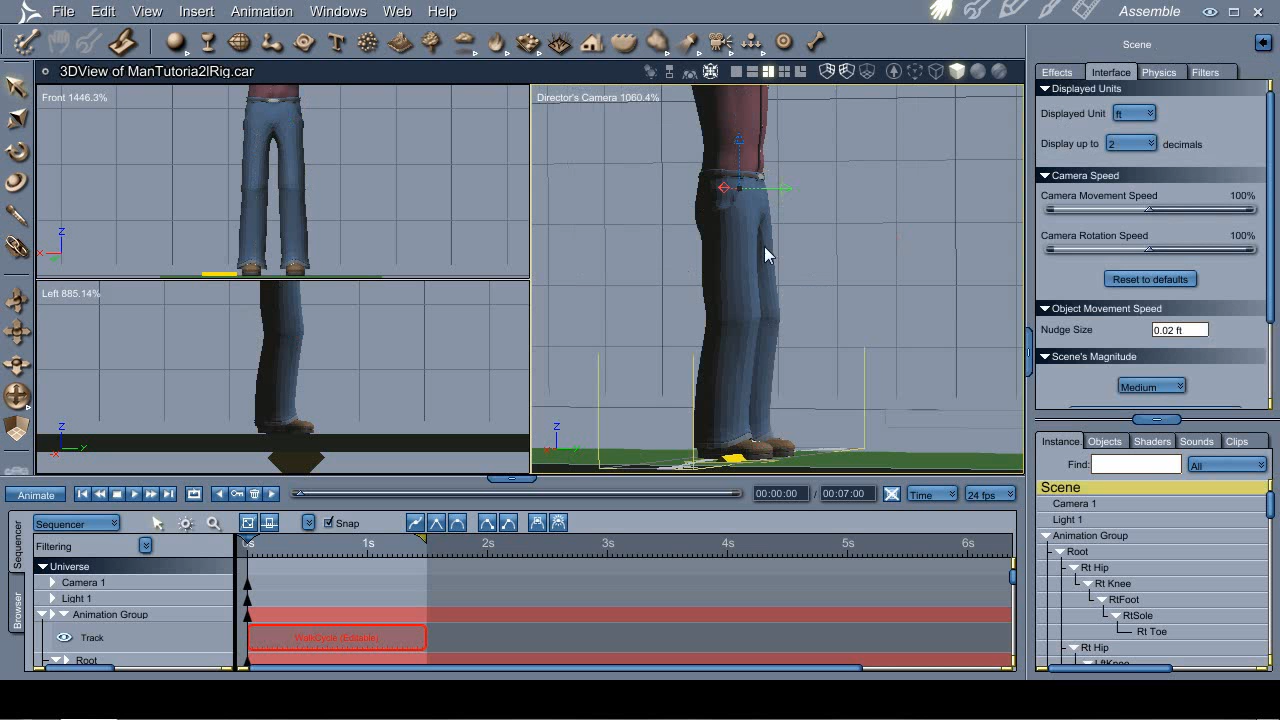 File Edit View Insert Animation Windows Web Help Assemble
3DView of ManTutoria2lRig.car
Scene
Effects Interface Physics Filters
Front 1446.3%
Director's Camera 1060.4%
Left 885.14%
Z
X
Z
Y
X
Z
Displayed Units
Displayed Unit ft
Display up to 2 decimals
Camera Speed
Camera Movement Speed 100%
Camera Rotation Speed 100%
Reset to defaults
Object Movement Speed
Nudge Size 0.02 ft
Scene's Magnitude
Medium
Instance Objects Shaders Sounds Clips
Find: All
Scene
Camera 1
Light 1
Animation Group
Root
Rt Hip
Rt Knee
RtFoot
RtSole
Rt Toe
Rt Hip
LftKnee
Animate 00:00:00 / 00:07:00 Time 24 fps
Sequencer
Browser
Sequencer Snap
Filtering
0s 1s 2s 3s 4s 5s 6s
Universe
Camera 1
Light 1
Animation Group
Track WalkCycle (Editable)
Root